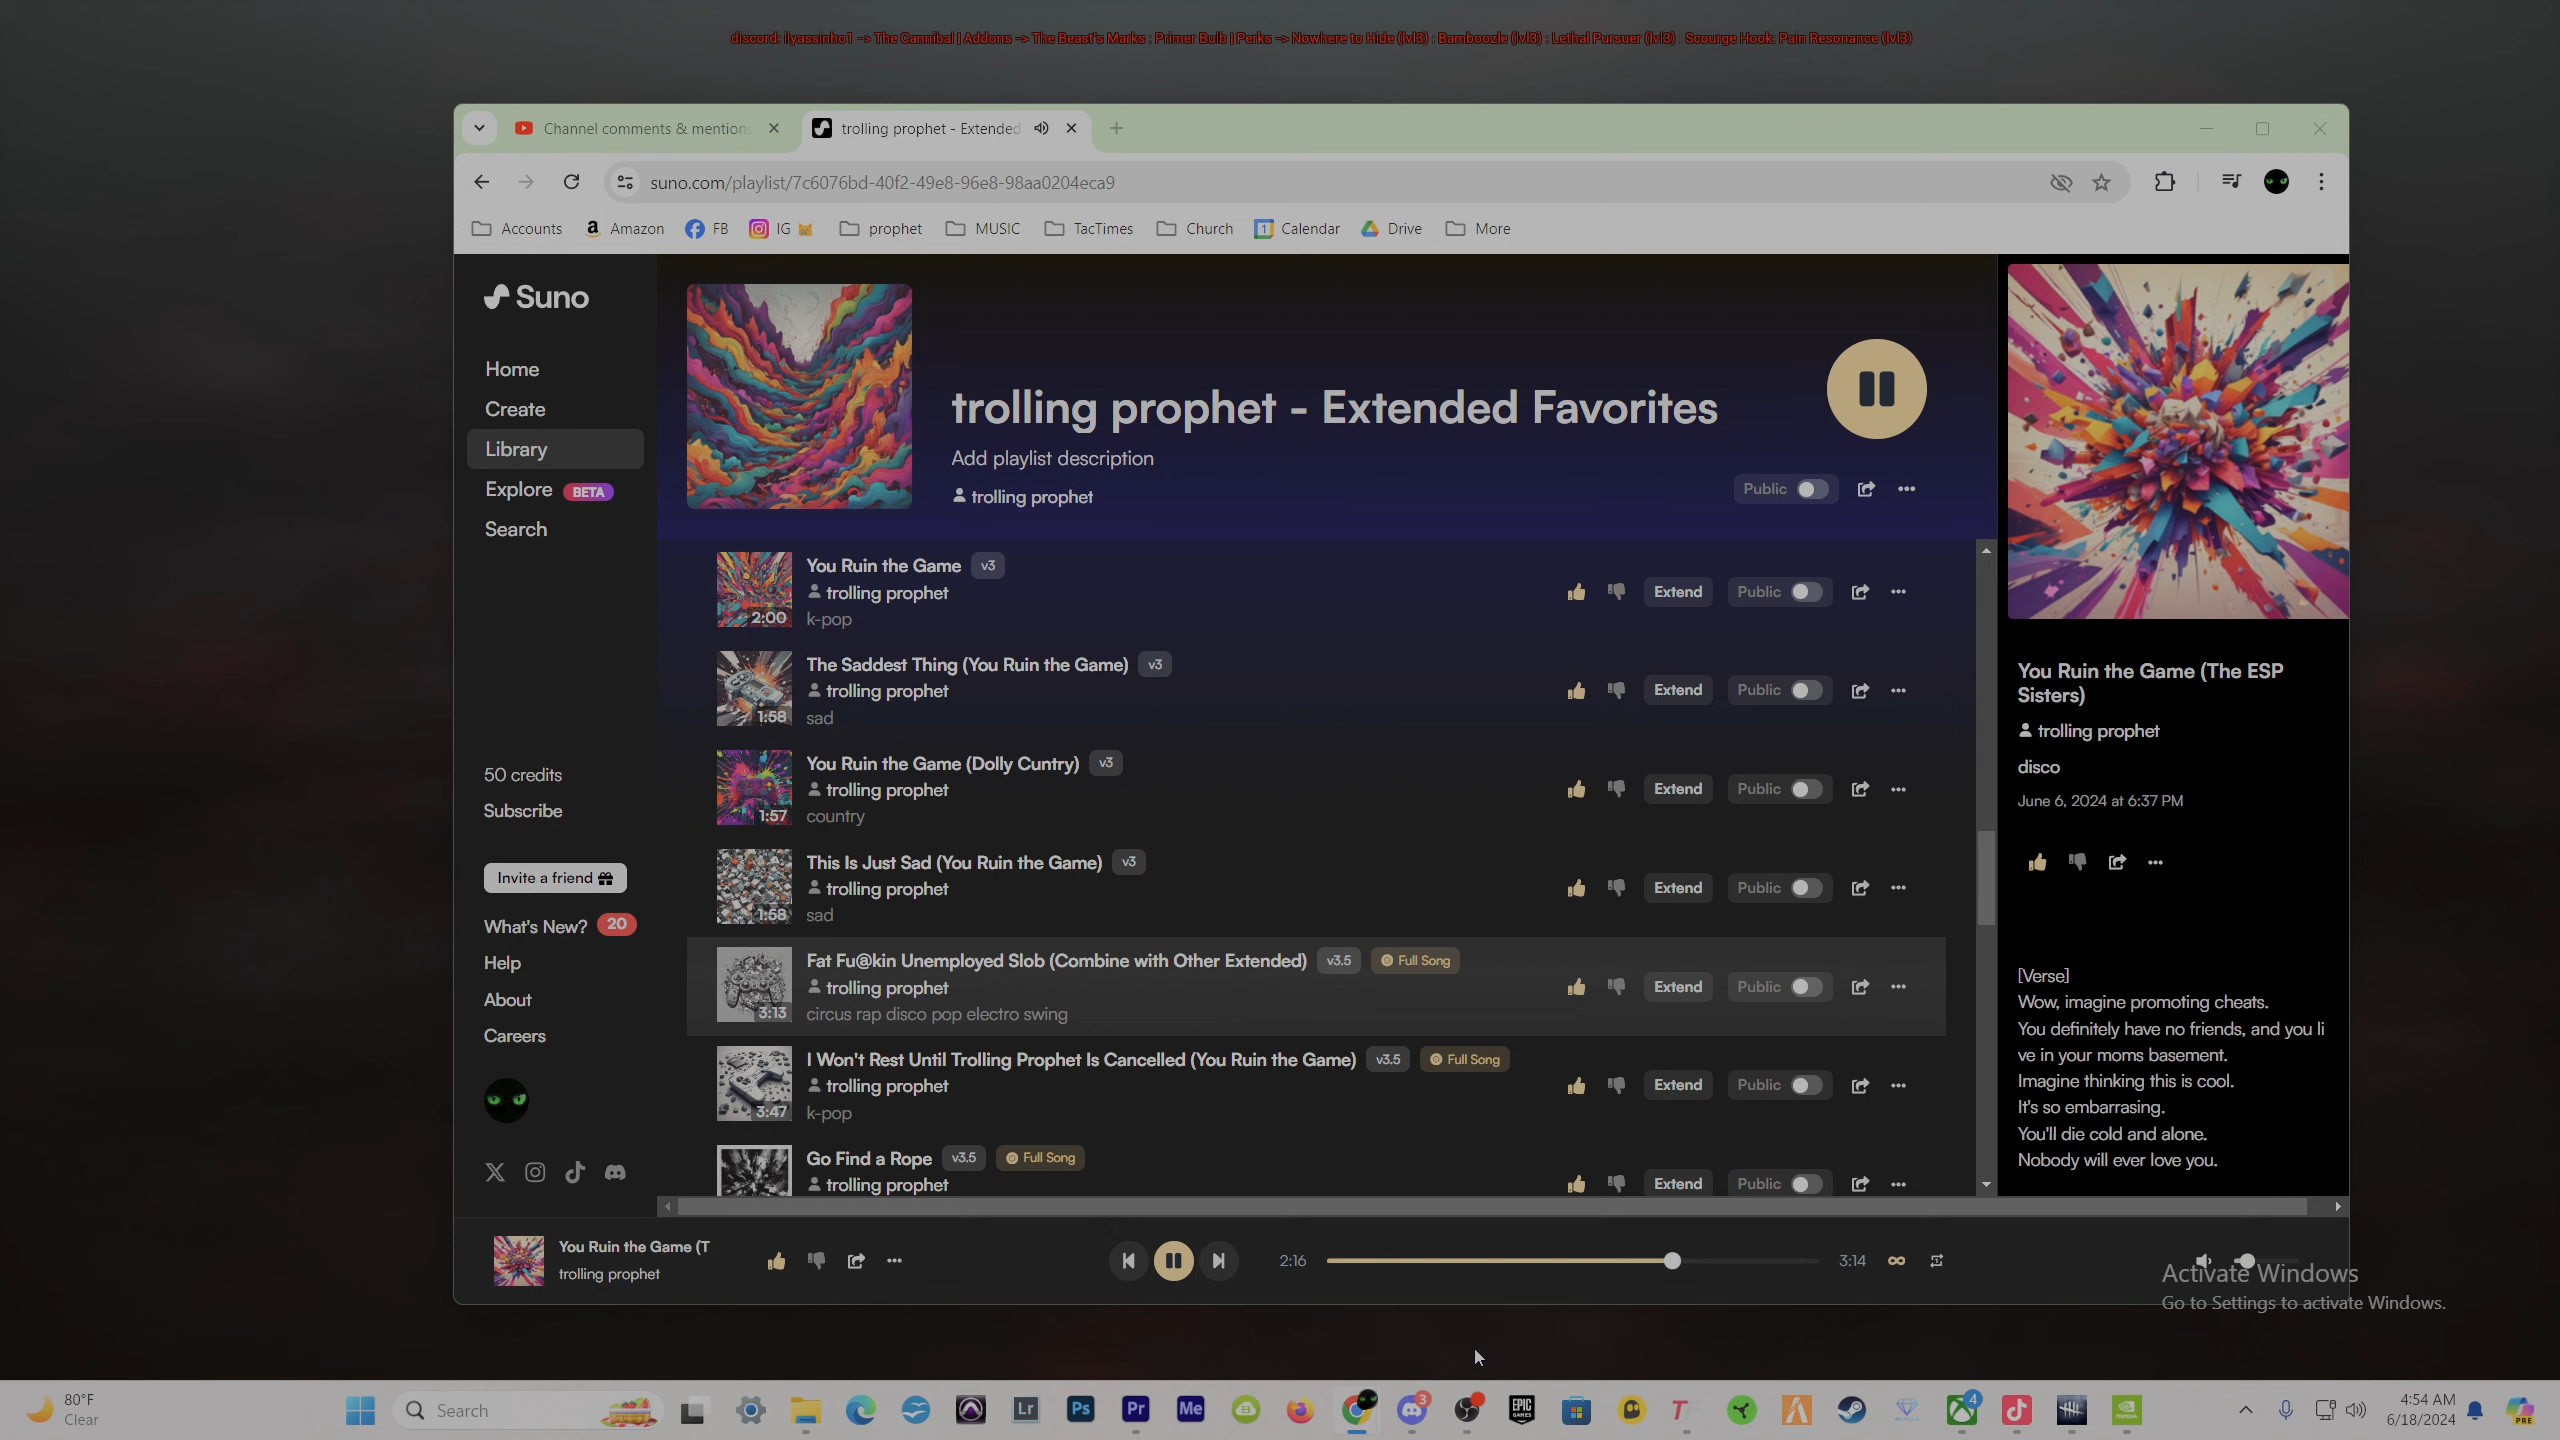 discord: ilyassinho1 -> The Cannibal | Addons -> The Beast's Marks : Primer Bulb | Perks -> Nowhere to Hide (lvl3) : Bamboozle (lvl3) : Lethal Pursuer (lvl3) : Scourge Hook: Pain Resonance (lvl3)
Channel comments & mentions
trolling prophet - Extended
suno.com/playlist/7c6076bd-40f2-49e8-96e8-98aa0204eca9
Accounts
Amazon
FB
IG
prophet
MUSIC
TacTimes
Church
Calendar
Drive
More
Suno
Home
Create
Library
Explore BETA
Search
50 credits
Subscribe
Invite a friend
What's New? 20
Help
About
Careers
trolling prophet - Extended Favorites
Add playlist description
trolling prophet
Public
You Ruin the Game v3
trolling prophet
2:00
k-pop
Extend
Public
The Saddest Thing (You Ruin the Game) v3
trolling prophet
1:58
sad
Extend
Public
You Ruin the Game (Dolly Cuntry) v3
trolling prophet
1:57
country
Extend
Public
This Is Just Sad (You Ruin the Game) v3
trolling prophet
1:58
sad
Extend
Public
Fat Fu@kin Unemployed Slob (Combine with Other Extended) v3.5 Full Song
trolling prophet
3:13
circus rap disco pop electro swing
Extend
Public
I Won't Rest Until Trolling Prophet Is Cancelled (You Ruin the Game) v3.5 Full Song
trolling prophet
3:47
k-pop
Extend
Public
Go Find a Rope v3.5 Full Song
trolling prophet
Extend
Public
You Ruin the Game (The ESP
Sisters)
trolling prophet
disco
June 6, 2024 at 6:37 PM
[Verse]
Wow, imagine promoting cheats.
You definitely have no friends, and you li
ve in your moms basement.
Imagine thinking this is cool.
It's so embarrasing.
You'll die cold and alone.
Nobody will ever love you.
You Ruin the Game (T
trolling prophet
2:16
3:14
Activate Windows
Go to Settings to activate Windows.
80°F
Clear
Search
Lr
Ps
Pr
Me
3
EPIC
GAMES
4
NVIDIA
4:54 AM
6/18/2024
PRE